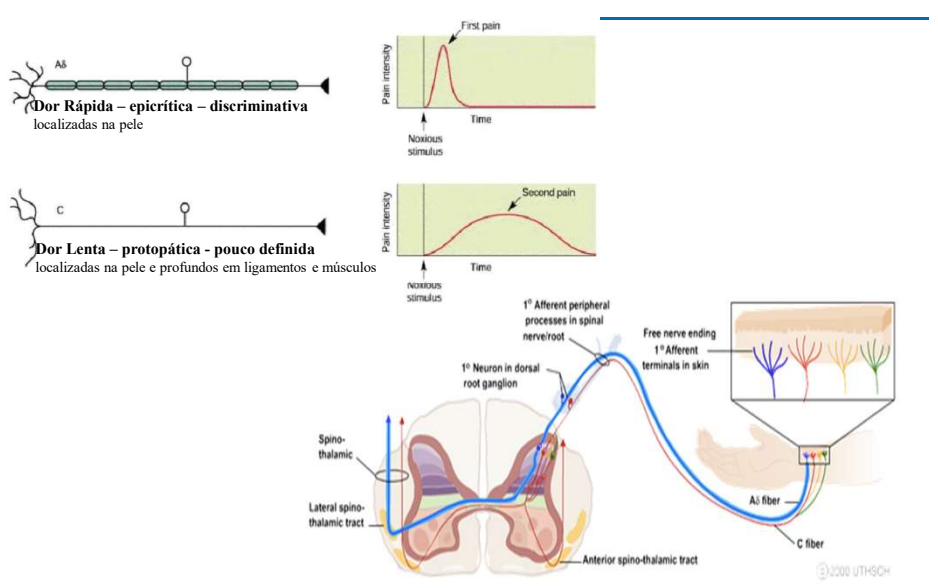 Aδ
Dor Rápida – epicrítica – discriminativa
localizadas na pele
First pain
Pain intensity
Time
Noxious
stimulus
C
Dor Lenta – protopática - pouco definida
localizadas na pele e profundos em ligamentos e músculos
Second pain
Pain intensity
Time
Noxious
stimulus
1° Afferent peripheral
processes in spinal
nerve/root
1° Neuron in dorsal
root ganglion
Free nerve ending
1° Afferent
terminals in skin
Spino-
thalamic
Lateral spino-
thalamic tract
Aδ fiber
C fiber
Anterior spino-thalamic tract
©2000 UTHSCH